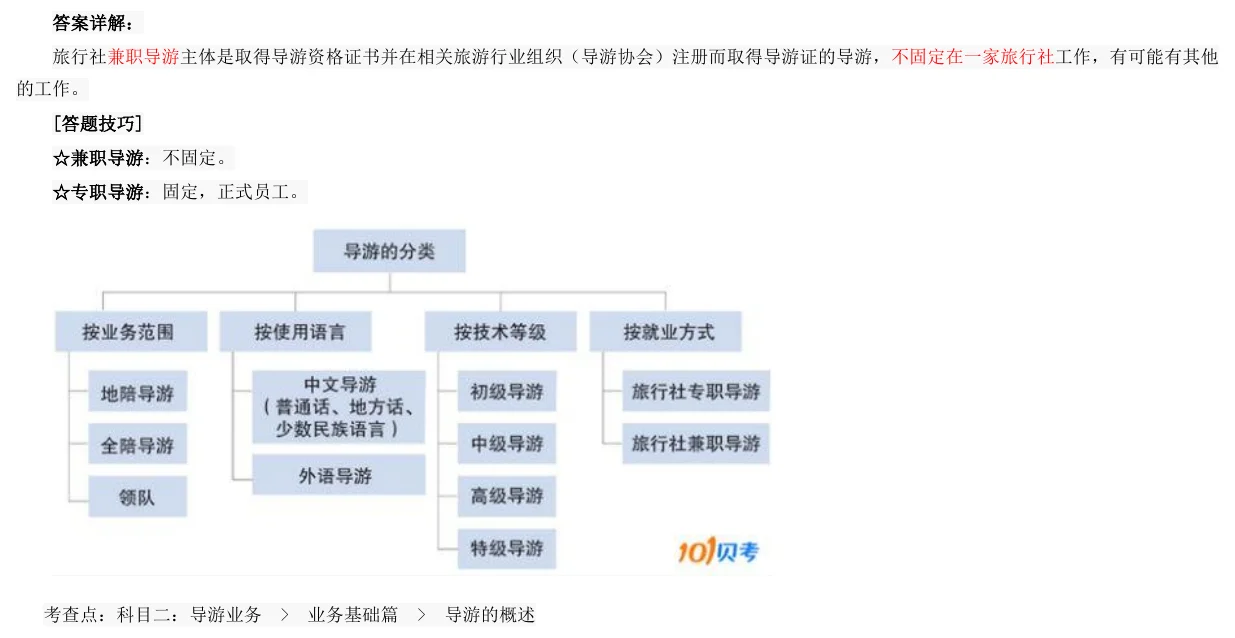 答案详解：
旅行社兼职导游主体是取得导游资格证书并在相关旅游行业组织（导游协会）注册而取得导游证的导游，不固定在一家旅行社工作，有可能有其他
的工作。
[答题技巧]
☆兼职导游：不固定。
☆专职导游：固定，正式员工。
导游的分类
按业务范围
地陪导游
全陪导游
领队
按使用语言
中文导游
（普通话、地方话、
少数民族语言）
外语导游
按技术等级
初级导游
中级导游
高级导游
特级导游
按就业方式
旅行社专职导游
旅行社兼职导游
101贝考
考查点：科目二：导游业务 > 业务基础篇 > 导游的概述